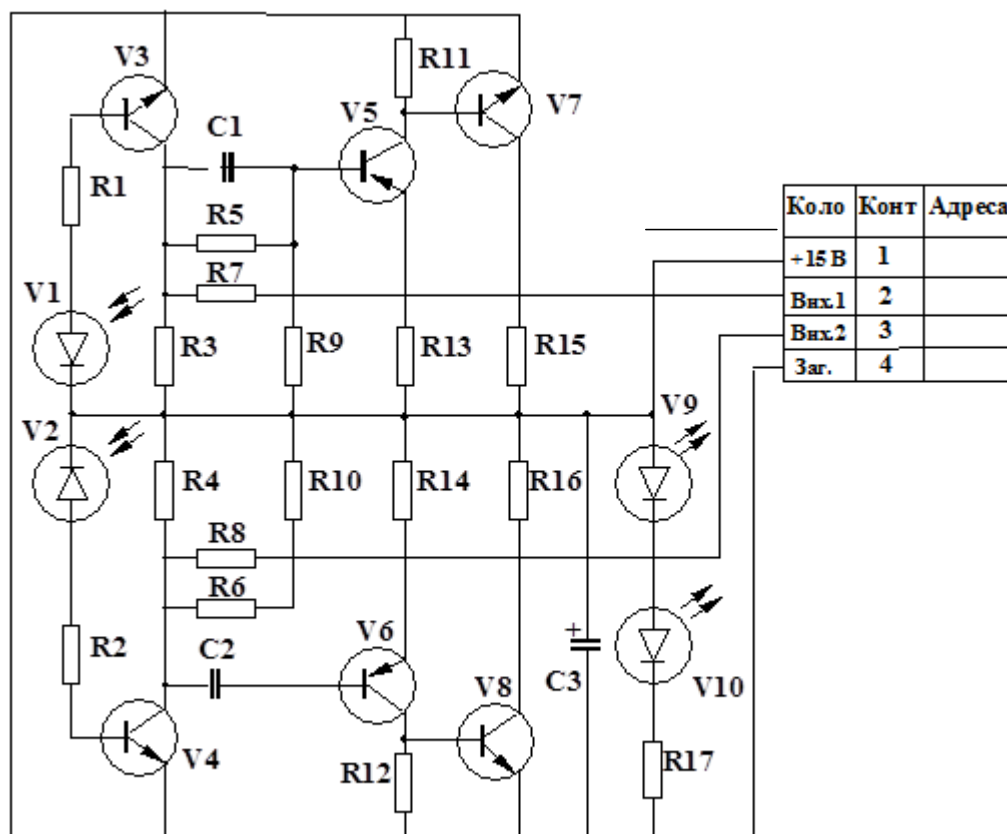 V3
R11
V7
V5
C1
R1
R5
R7
V1
R3
R9
R13
R15
Коло Конт Адреса
+15 В 1
Вих.1 2
Вих.2 3
Заг. 4
V2
V9
R4
R10
R14
R16
R8
R6
R2
C2
V6
+
C3
V10
V8
V4
R12
R17